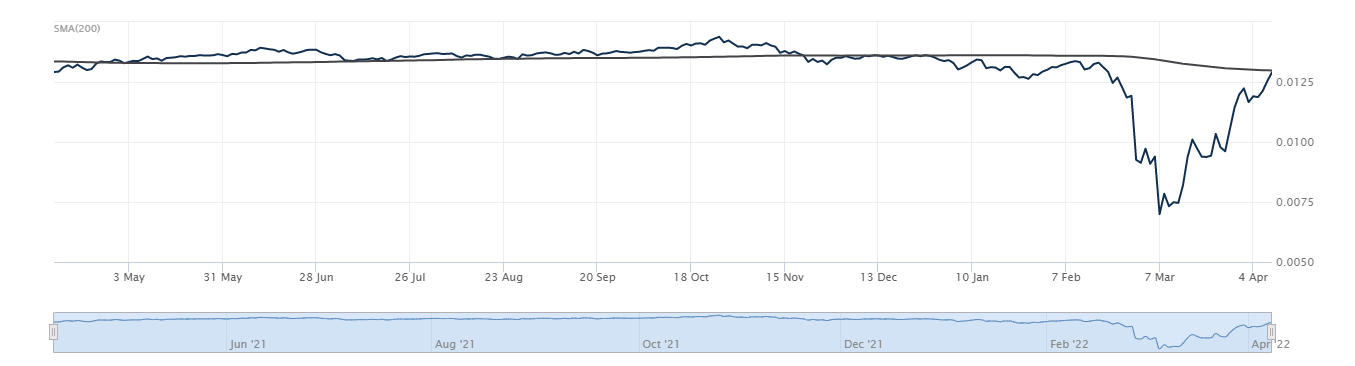 SMA(200)
0.0125
0.0100
0.0075
0.0050
3 May 31 May 28 Jun 26 Jul 23 Aug 20 Sep 18 Oct 15 Nov 13 Dec 10 Jan 7 Feb 7 Mar 4 Apr
Jun '21 Aug '21 Oct '21 Dec '21 Feb '22 Apr '22